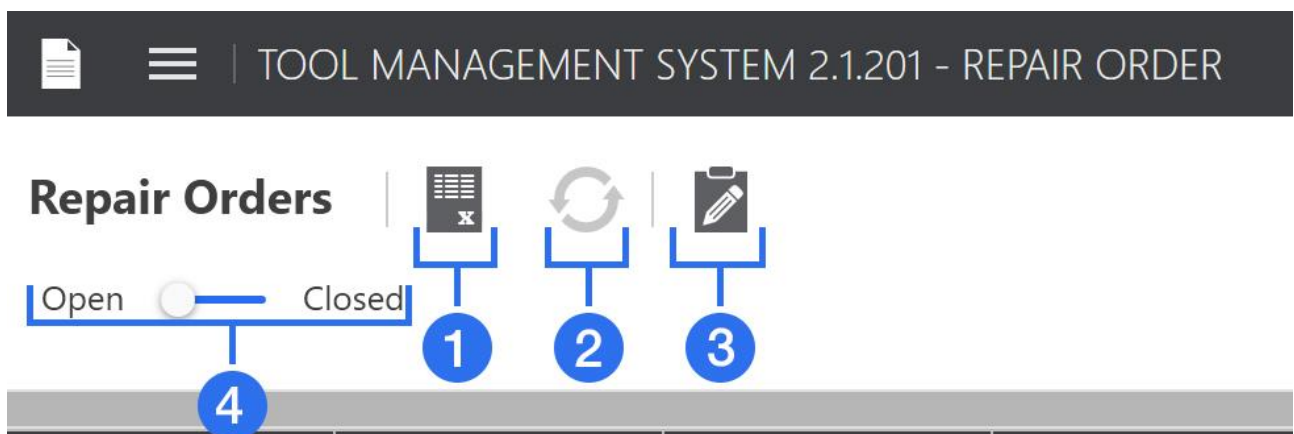 TOOL MANAGEMENT SYSTEM 2.1.201 - REPAIR ORDER
Repair Orders
x
Open Closed
1 2 3
4